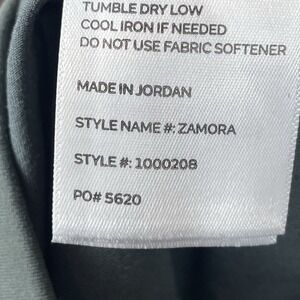 TUMBLE DRY LOW
COOL IRON IF NEEDED
DO NOT USE FABRIC SOFTENER
MADE IN JORDAN
STYLE NAME #: ZAMORA
STYLE #: 1000208
PO# 5620